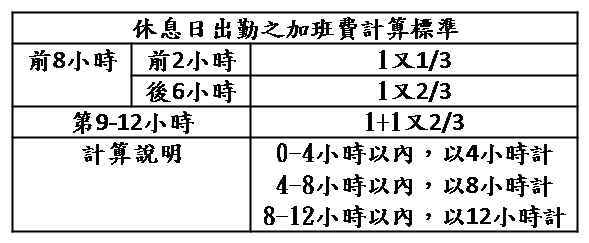 休息日出勤之加班費計算標準
前8小時 前2小時 1又1/3
後6小時 1又2/3
第9-12小時 1+1又2/3
計算說明 0-4小時以內，以4小時計
4-8小時以內，以8小時計
8-12小時以內，以12小時計